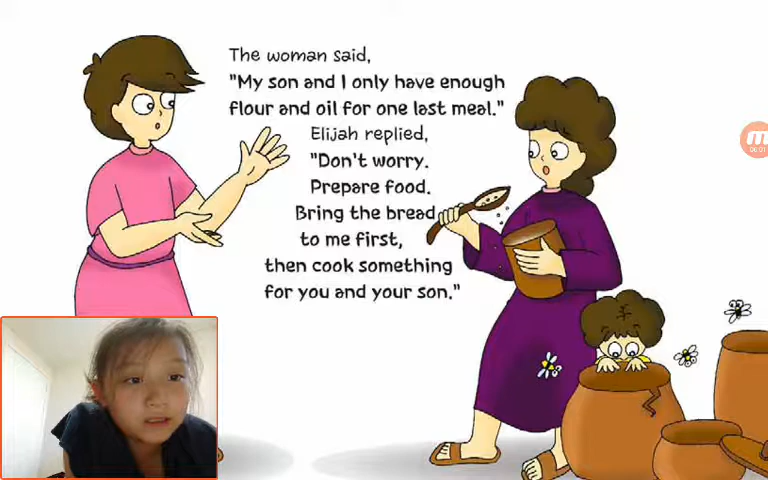 The woman said,
"My son and I only have enough
flour and oil for one last meal."
Elijah replied,
"Don't worry.
Prepare food.
Bring the bread
to me first,
then cook something
for you and your son."